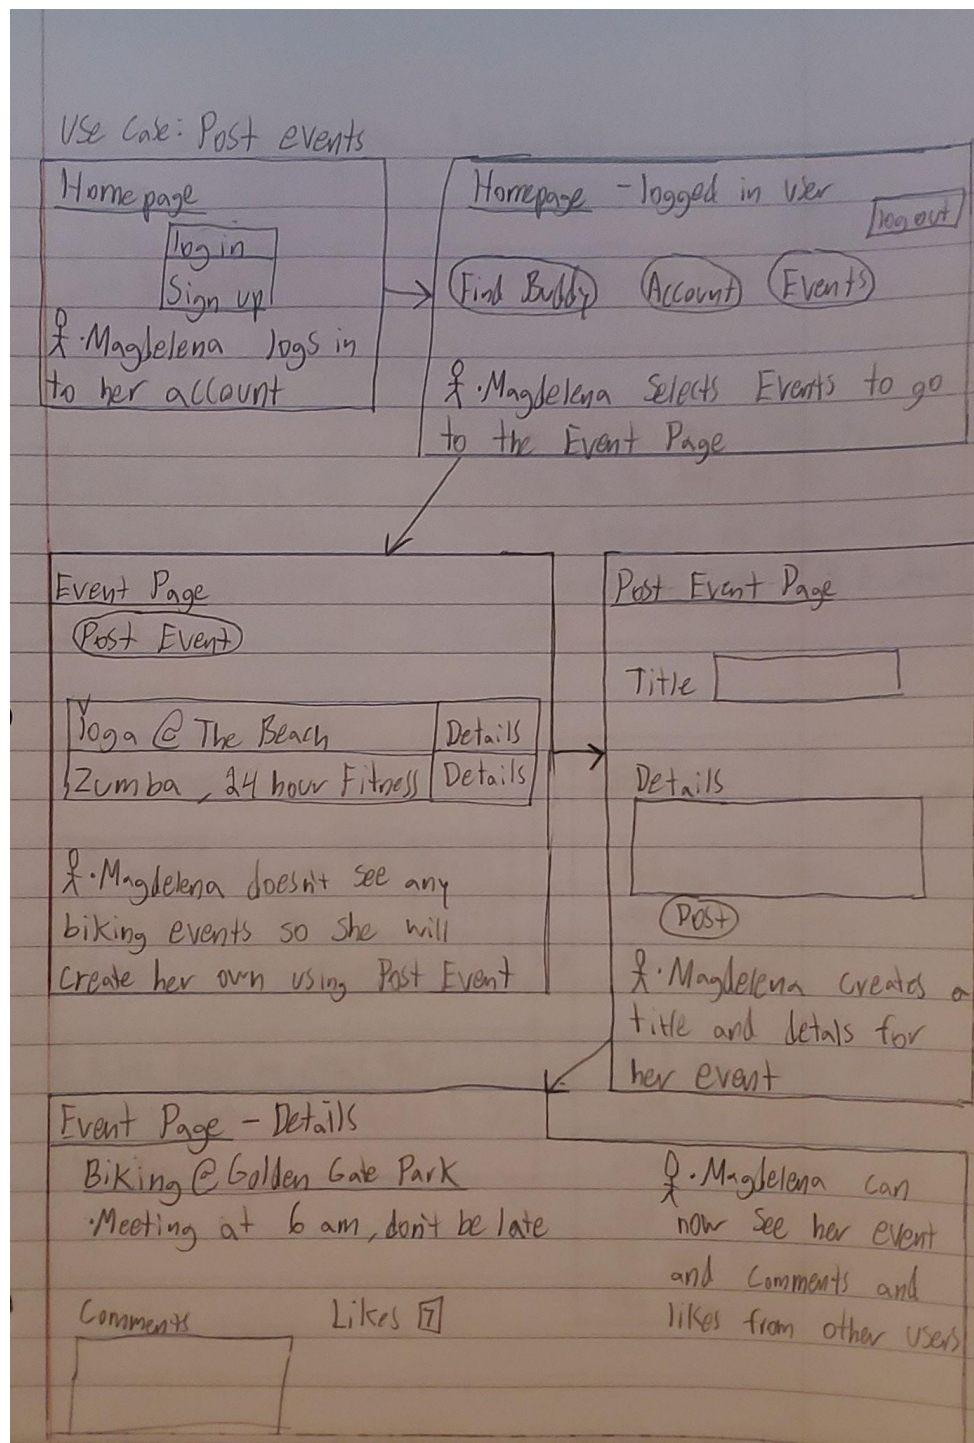 Use Case: Post events
Homepage
log in
Sign up
·Magdelena logs in
to her account
Homepage - logged in user
log out
Find Buddy
Account
Events
·Magdelena Selects Events to go
to the Event Page
Event Page
Post Event
Yoga @ The Beach
Details
Zumba, 24 hour Fitness
Details
·Magdelena doesn't see any
biking events so she will
create her own using Post Event
Post Event Page
Title
Details
Post
·Magdelena creates a
title and detals for
her event
Event Page - Details
Biking @ Golden Gate Park
·Meeting at 6 am, don't be late
Comments
Likes 7
·Magdelena can
now see her event
and comments and
likes from other users